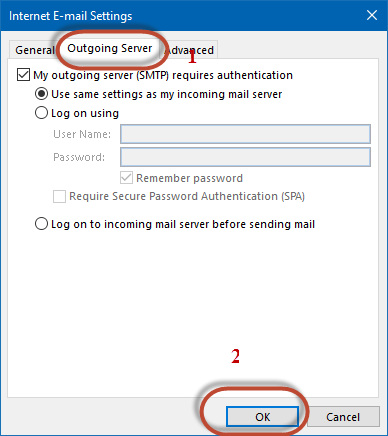 Internet E-mail Settings
General Outgoing Server Advanced
1
My outgoing server (SMTP) requires authentication
Use same settings as my incoming mail server
Log on using
User Name:
Password:
Remember password
Require Secure Password Authentication (SPA)
Log on to incoming mail server before sending mail
2
OK Cancel